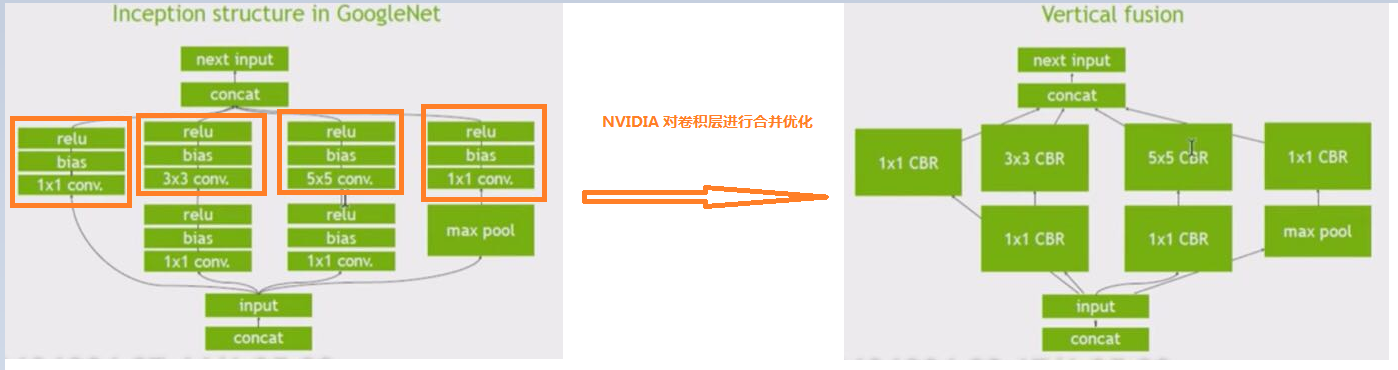 Inception structure in GoogleNet
next input
concat
relu
bias
1x1 conv.
relu
bias
3x3 conv.
relu
bias
5x5 conv.
relu
bias
1x1 conv.
relu
bias
1x1 conv.
relu
bias
1x1 conv.
max pool
input
concat
NVIDIA 对卷积层进行合并优化
Vertical fusion
next input
concat
1x1 CBR
3x3 CBR
5x5 CBR
1x1 CBR
1x1 CBR
1x1 CBR
max pool
input
concat